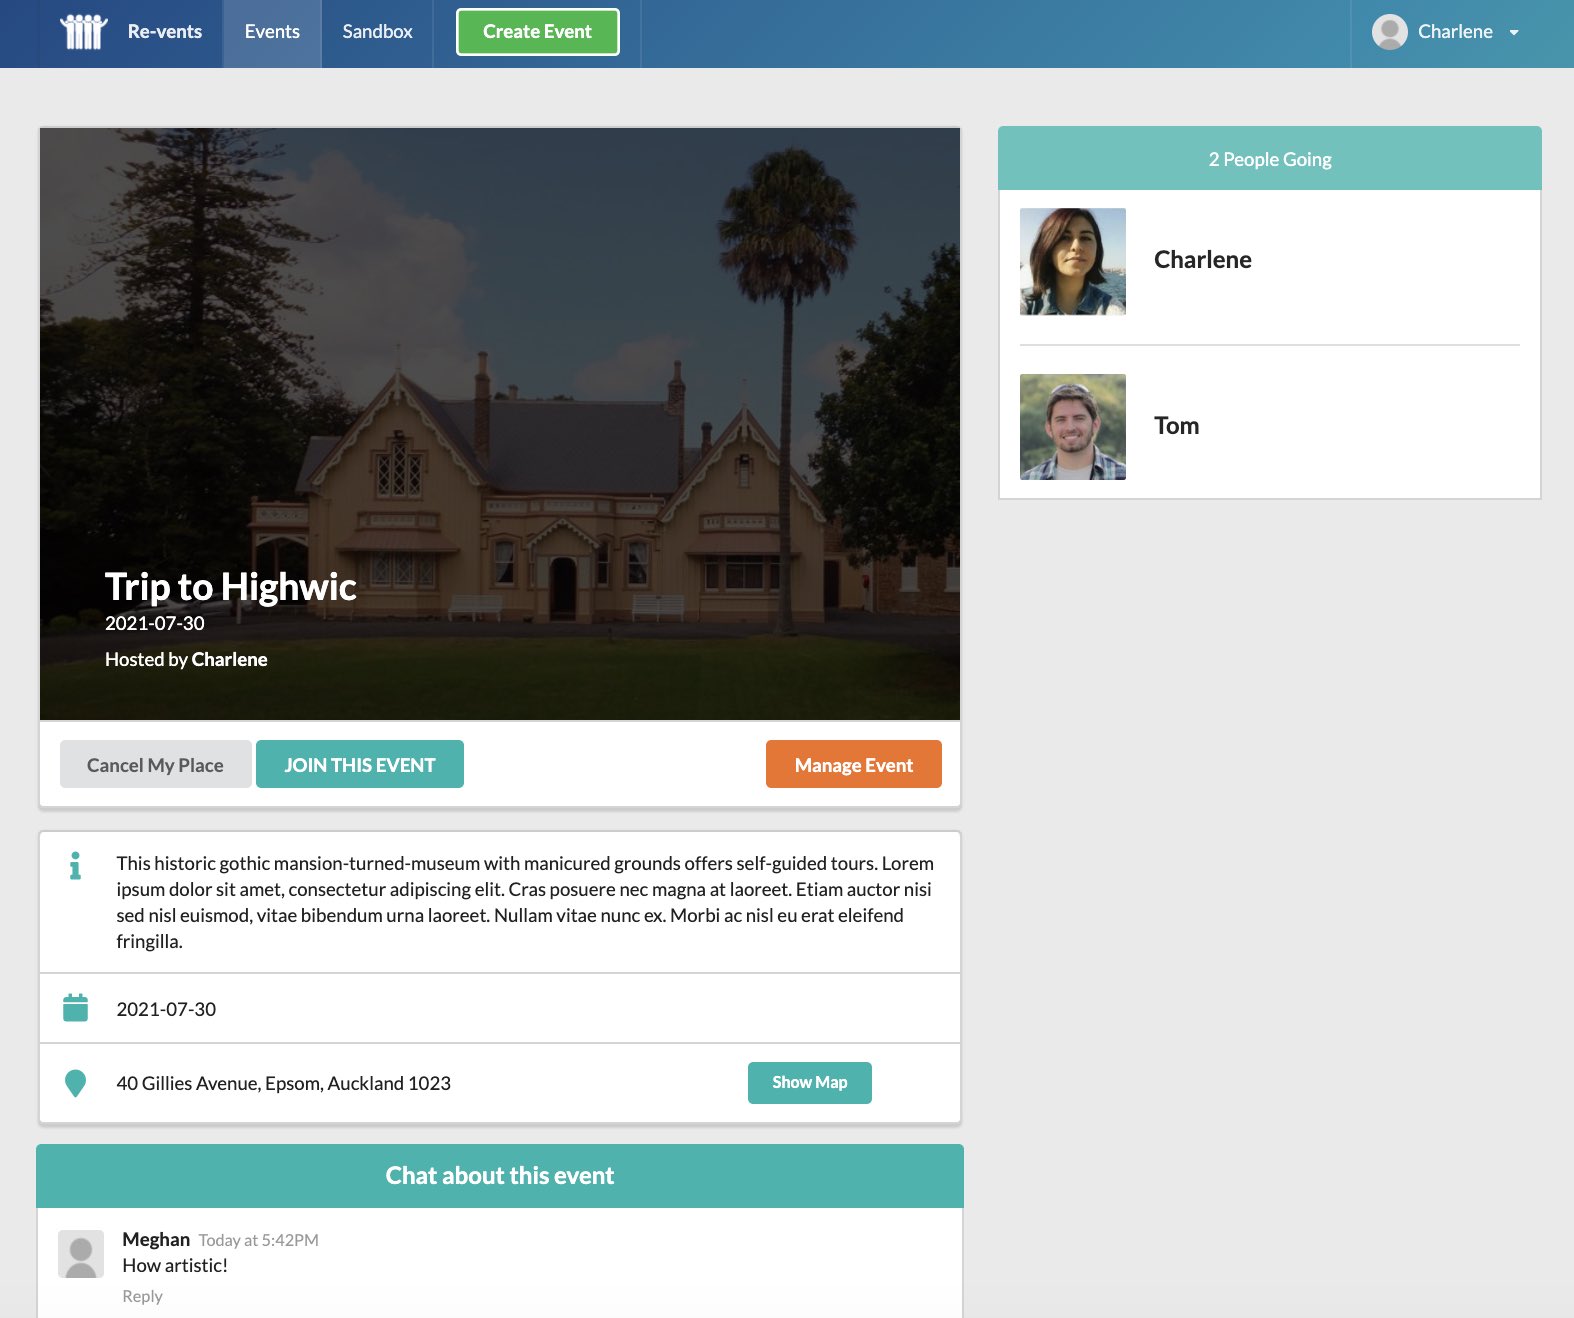 Re-vents
Events
Sandbox
Create Event
Charlene
Trip to Highwic
2021-07-30
Hosted by Charlene
Cancel My Place
JOIN THIS EVENT
Manage Event
This historic gothic mansion-turned-museum with manicured grounds offers self-guided tours. Lorem
ipsum dolor sit amet, consectetur adipiscing elit. Cras posuere nec magna at laoreet. Etiam auctor nisi
sed nisl euismod, vitae bibendum urna laoreet. Nullam vitae nunc ex. Morbi ac nisl eu erat eleifend
fringilla.
2021-07-30
40 Gillies Avenue, Epsom, Auckland 1023
Show Map
Chat about this event
Meghan Today at 5:42PM
How artistic!
Reply
2 People Going
Charlene
Tom